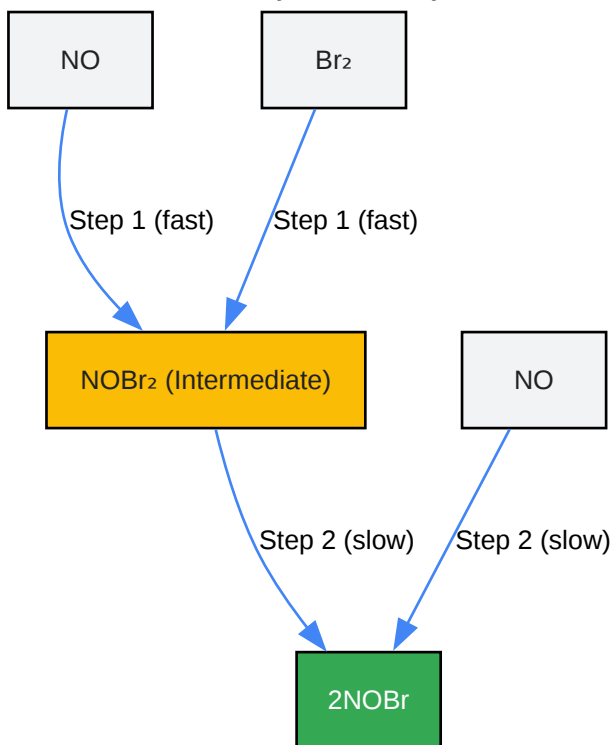 NO
Br₂
Step 1 (fast)
Step 1 (fast)
NOBr₂ (Intermediate)
NO
Step 2 (slow)
Step 2 (slow)
2NOBr